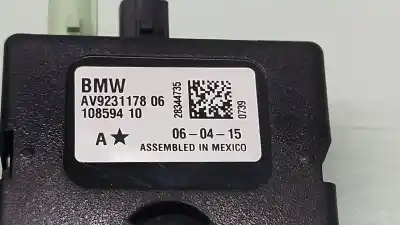 BMW
AV9231178 06
108594 10
A★
06-04-15
ASSEMBLED IN MEXICO
28344735
0739